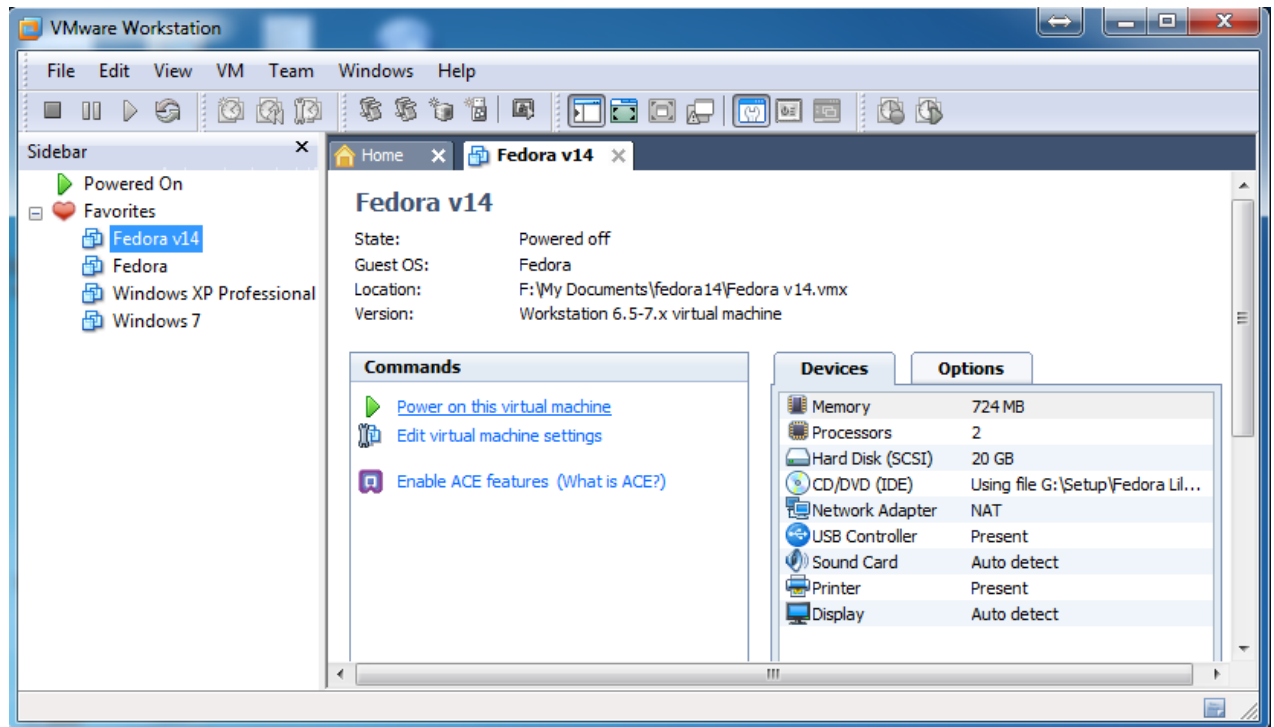 VMware Workstation
File Edit View VM Team Windows Help
Sidebar
Home
Fedora v14
Powered On
Favorites
Fedora v14
Fedora
Windows XP Professional
Windows 7
Fedora v14
State: Powered off
Guest OS: Fedora
Location: F:\My Documents\fedora14\Fedora v14.vmx
Version: Workstation 6.5-7.x virtual machine
Commands
Power on this virtual machine
Edit virtual machine settings
Enable ACE features (What is ACE?)
Devices Options
Memory 724 MB
Processors 2
Hard Disk (SCSI) 20 GB
CD/DVD (IDE) Using file G:\Setup\Fedora Lil...
Network Adapter NAT
USB Controller Present
Sound Card Auto detect
Printer Present
Display Auto detect